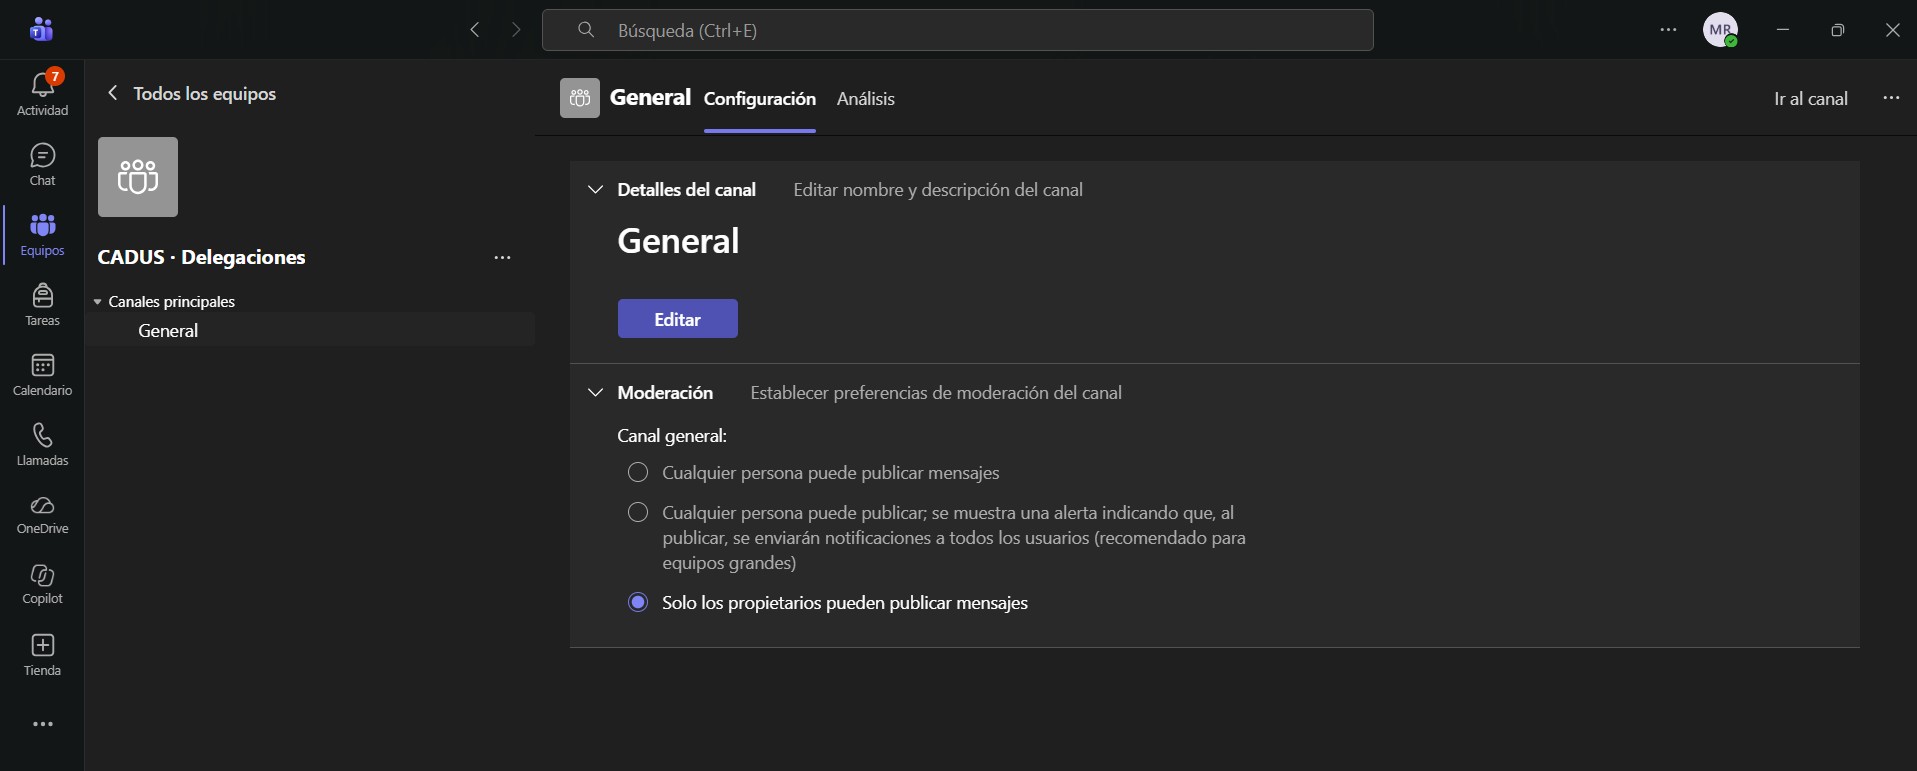 Búsqueda (Ctrl+E)
MR
7
Actividad
Chat
Equipos
Tareas
Calendario
Llamadas
OneDrive
Copilot
Tienda
Todos los equipos
CADUS · Delegaciones
Canales principales
General
General Configuración Análisis
Ir al canal
Detalles del canal Editar nombre y descripción del canal
General
Editar
Moderación Establecer preferencias de moderación del canal
Canal general:
Cualquier persona puede publicar mensajes
Cualquier persona puede publicar; se muestra una alerta indicando que, al
publicar, se enviarán notificaciones a todos los usuarios (recomendado para
equipos grandes)
Solo los propietarios pueden publicar mensajes